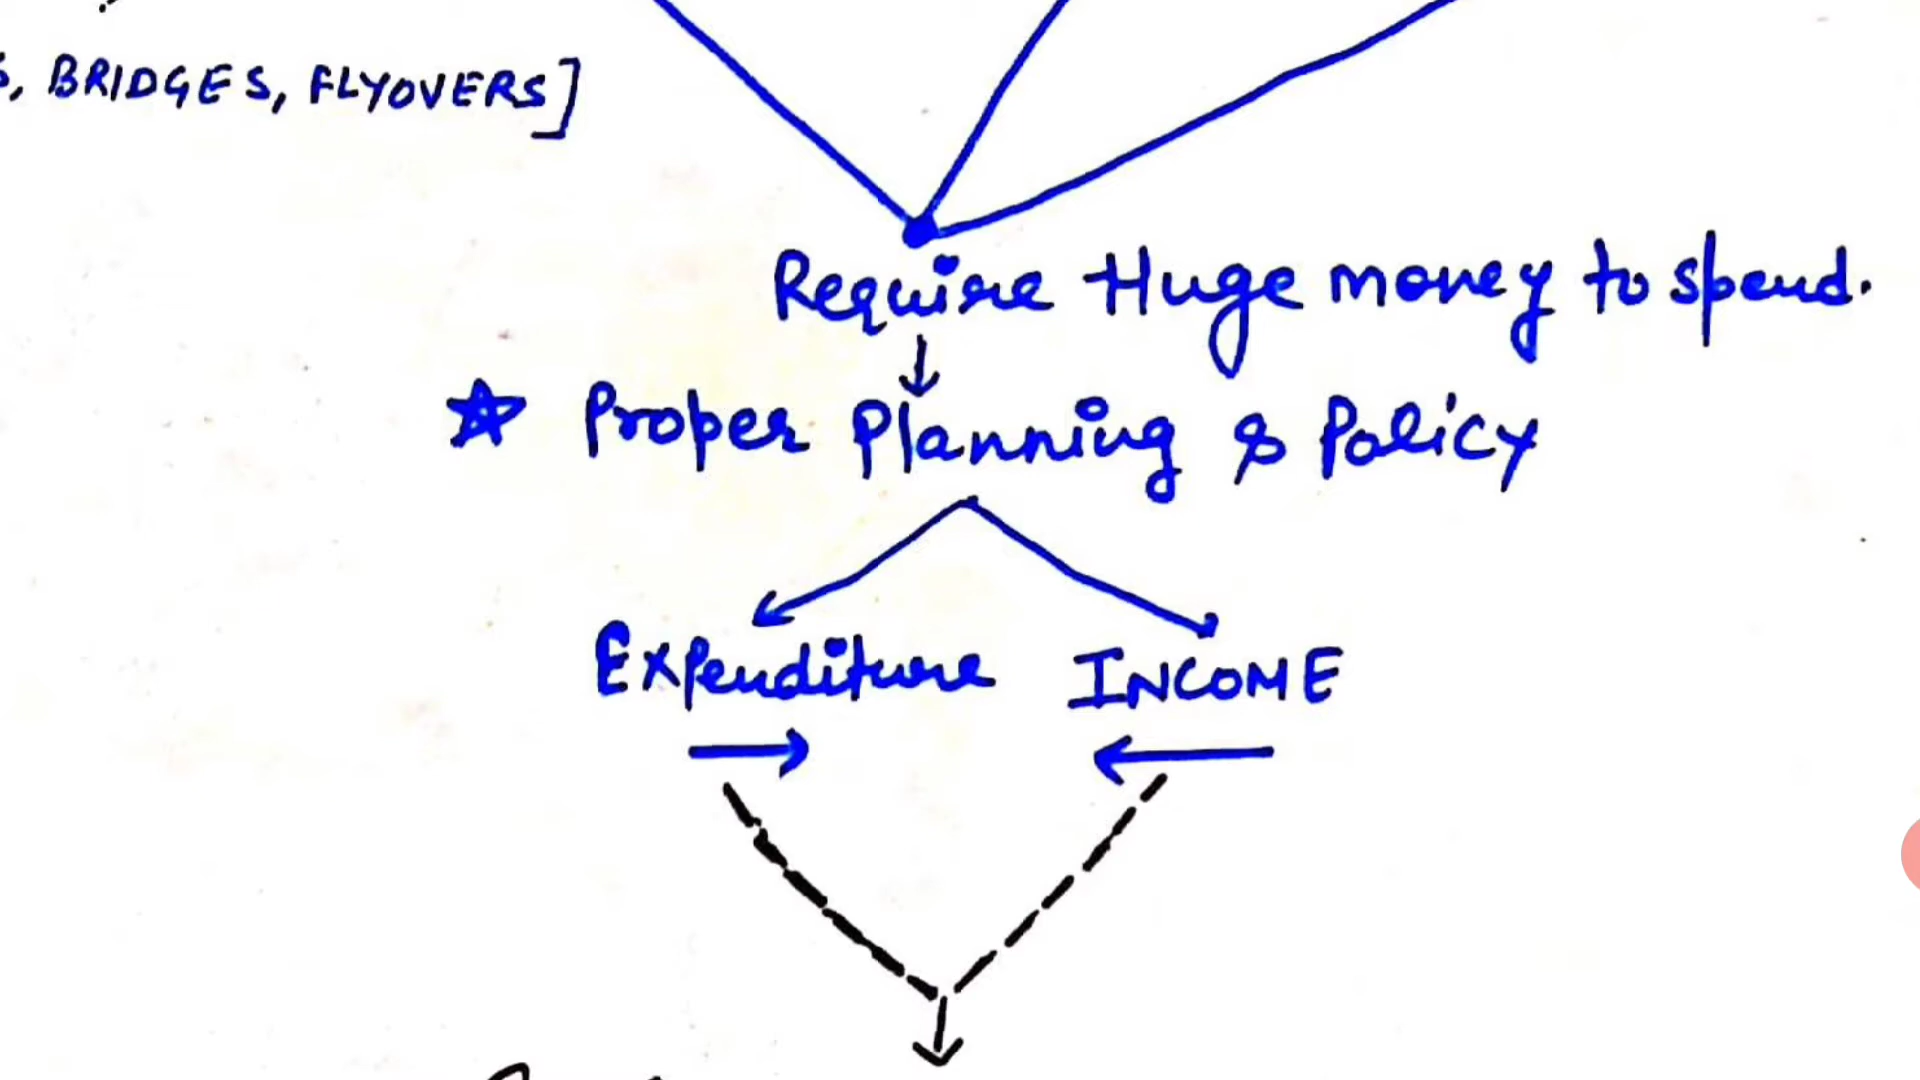 , BRIDGES, FLYOVERS]
Require Huge money to spend.
Proper Planning & Policy
Expenditure INCOME